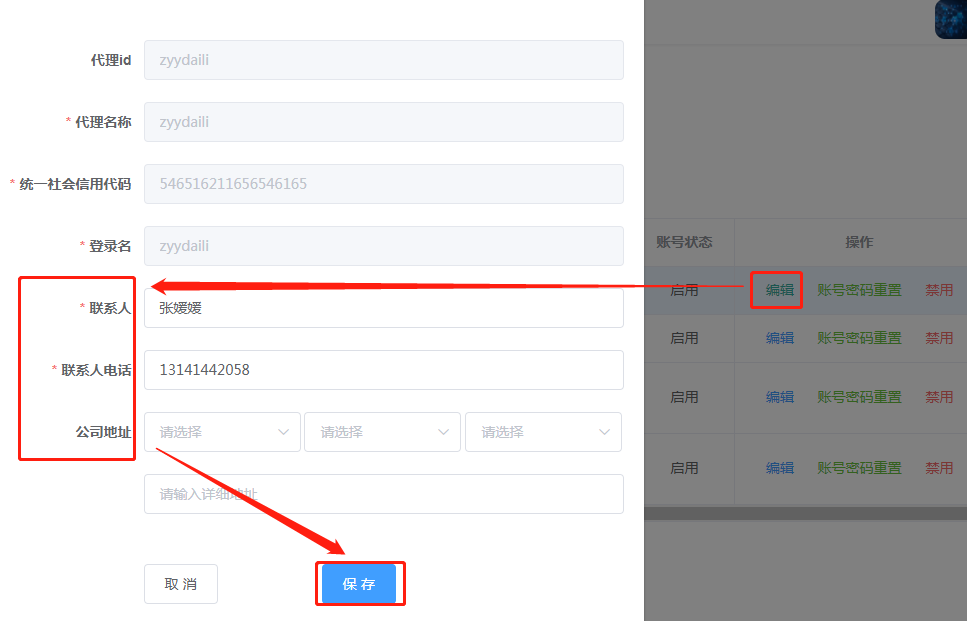 代理id zyydaili
* 代理名称 zyydaili
* 统一社会信用代码 546516211656546165
* 登录名 zyydaili
* 联系人 张媛媛
* 联系人电话 13141442058
公司地址 请选择 请选择 请选择
请输入详细地址
取消 保存
账号状态 操作
启用 编辑 账号密码重置 禁用
启用 编辑 账号密码重置 禁用
启用 编辑 账号密码重置 禁用
启用 编辑 账号密码重置 禁用